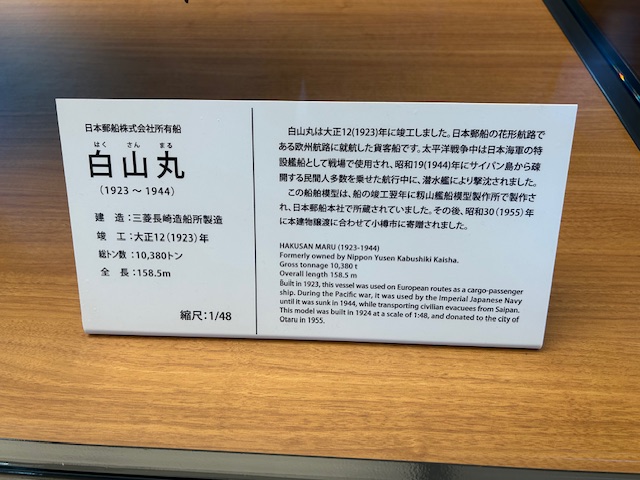 日本郵船株式会社所有船
はく さん まる
白山丸
（1923 ～ 1944）
建　造：三菱長崎造船所製造
竣　工：大正12（1923）年
総トン数：10,380トン
全　長：158.5m
縮尺：1/48
白山丸は大正12(1923)年に竣工しました。日本郵船の花形航路で
ある欧州航路に就航した貨客船です。太平洋戦争中は日本海軍の特
設艦船として戦場で使用され、昭和19(1944)年にサイパン島から疎
開する民間人多数を乗せた航行中に、潜水艦により撃沈されました。
この船舶模型は、船の竣工翌年に籾山艦船模型製作所で製作さ
れ、日本郵船本社で所蔵されていました。その後、昭和30（1955）年
に本建物譲渡に合わせて小樽市に寄贈されました。
HAKUSAN MARU (1923-1944)
Formerly owned by Nippon Yusen Kabushiki Kaisha.
Gross tonnage 10,380 t
Overall length 158.5 m
Built in 1923, this vessel was used on European routes as a cargo-passenger
ship. During the Pacific war, it was used by the Imperial Japanese Navy
until it was sunk in 1944, while transporting civilian evacuees from Saipan.
This model was built in 1924 at a scale of 1:48, and donated to the city of
Otaru in 1955.